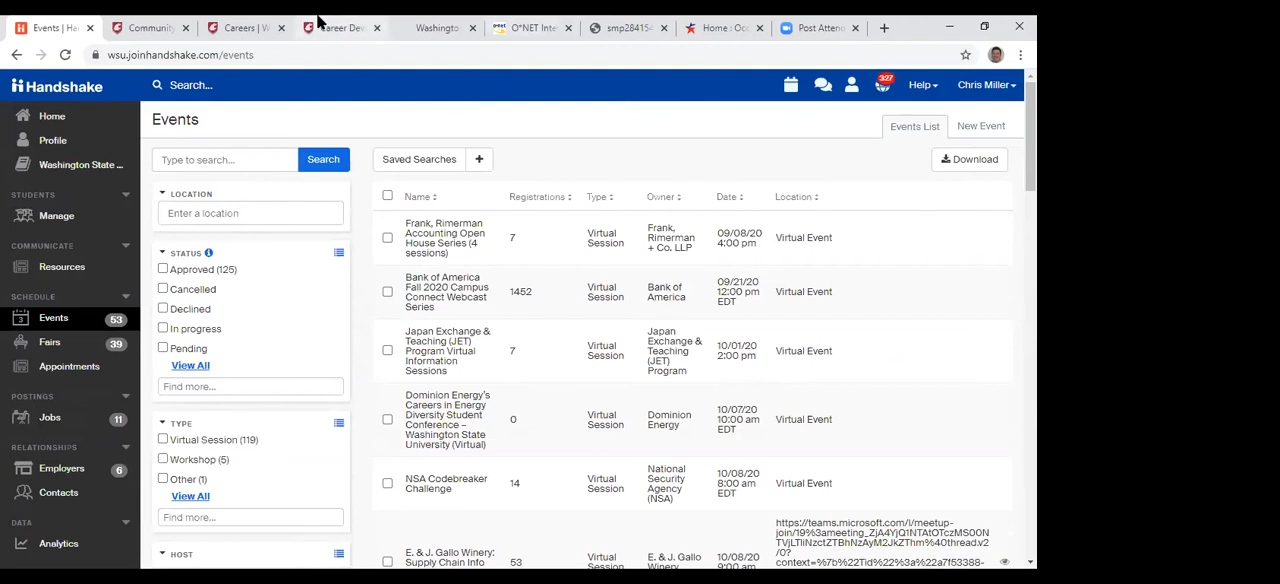 Events | Ha
Community
Careers | W
Career Dev
Washingto
o*net O*NET Inte
smp284154
Home : Occ
Post Atteno
wsu.joinhandshake.com/events
Handshake
Search...
327
Help
Chris Miller
Home
Profile
Washington State ...
STUDENTS
Manage
COMMUNICATE
Resources
SCHEDULE
3 Events 53
Fairs 39
Appointments
POSTINGS
Jobs 11
RELATIONSHIPS
Employers 6
Contacts
DATA
Analytics
Events
Events List
New Event
Type to search...
Search
Saved Searches
+
Download
LOCATION
Enter a location
STATUS
Approved (125)
Cancelled
Declined
In progress
Pending
View All
Find more...
TYPE
Virtual Session (119)
Workshop (5)
Other (1)
View All
Find more...
HOST
Name Registrations Type Owner Date Location
Frank, Rimerman
Accounting Open
House Series (4
sessions)
7
Virtual
Session
Frank,
Rimerman
+ Co. LLP
09/08/20
4:00 pm
Virtual Event
Bank of America
Fall 2020 Campus
Connect Webcast
Series
1452
Virtual
Session
Bank of
America
09/21/20
12:00 pm
EDT
Virtual Event
Japan Exchange &
Teaching (JET)
Program Virtual
Information
Sessions
7
Virtual
Session
Japan
Exchange &
Teaching
(JET)
Program
10/01/20
2:00 pm
Virtual Event
Dominion Energy's
Careers in Energy
Diversity Student
Conference –
Washington State
University (Virtual)
0
Virtual
Session
Dominion
Energy
10/07/20
10:00 am
EDT
Virtual Event
NSA Codebreaker
Challenge
14
Virtual
Session
National
Security
Agency
(NSA)
10/08/20
8:00 am
EDT
Virtual Event
E. & J. Gallo Winery:
Supply Chain Info
53
Virtual
Session
E. & J. Gallo
Winery
10/08/20
9:00 am
https://teams.microsoft.com/l/meetup-
join/19%3ameeting_ZjA4YjQ1NTAtOTczMS00N
TVjLTliNzctZTBhNzAyM2JkZThm%40thread.v2
/0?
context=%7b%22Tid%22%3a%22a7f53388-